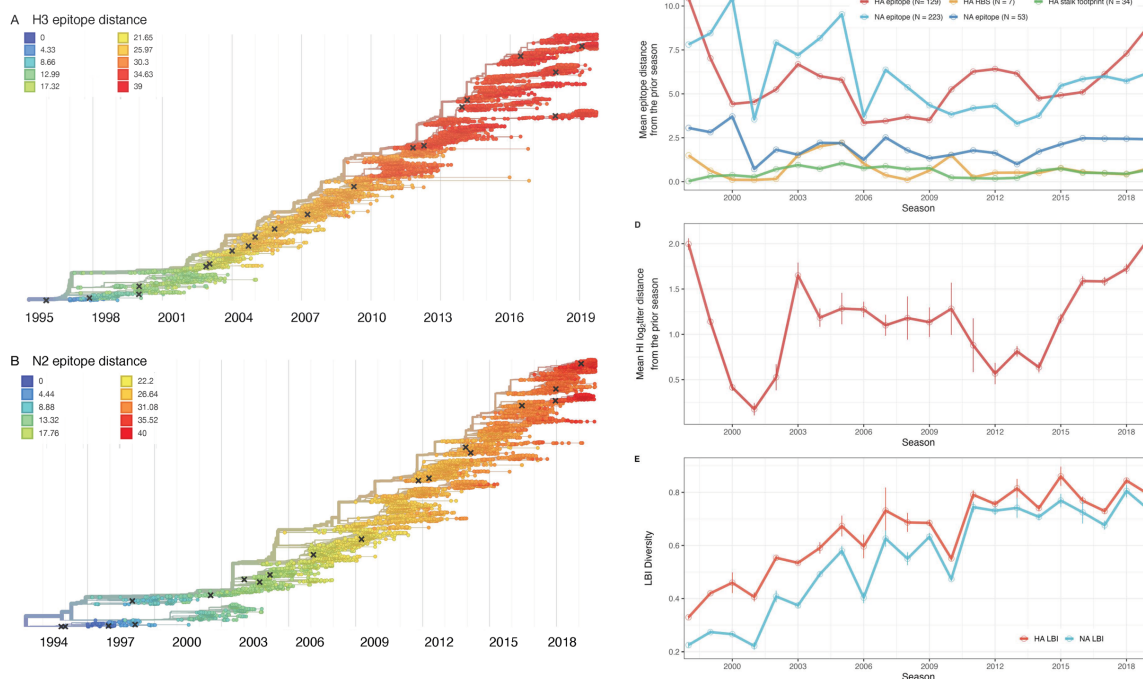 A H3 epitope distance
0 21.65
4.33 25.97
8.66 30.3
12.99 34.63
17.32 39
1995 1998 2001 2004 2007 2010 2013 2016 2019
B N2 epitope distance
0 22.2
4.44 26.64
8.88 31.08
13.32 35.52
17.76 40
1994 1997 2000 2003 2006 2009 2012 2015 2018
HA epitope (N= 129) HA RBS (N = 7) HA stalk footprint (N = 34)
NA epitope (N = 223) NA epitope (N = 53)
Mean epitope distance
from the prior season
10.0
7.5
5.0
2.5
0.0
2000 2003 2006 2009 2012 2015 2018
Season
D
Mean HI log2titer distance
from the prior season
2.0
1.5
1.0
0.5
2000 2003 2006 2009 2012 2015 2018
Season
E
LBI Diversity
0.8
0.6
0.4
0.2
HA LBI NA LBI
2000 2003 2006 2009 2012 2015 2018
Season